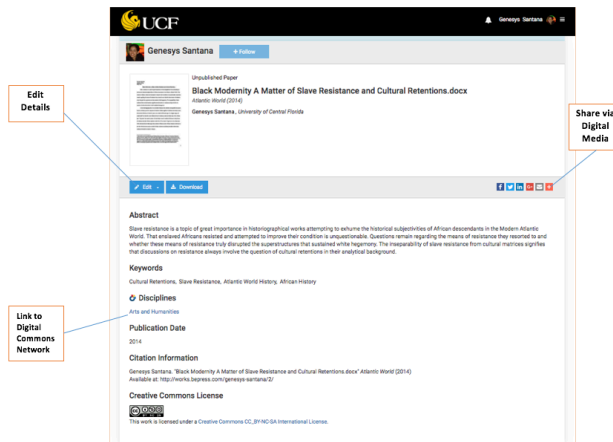 UCF
Genesys Santana
Genesys Santana
+ Follow
Unpublished Paper
Black Modernity A Matter of Slave Resistance and Cultural Retentions.docx
Atlantic World (2014)
Genesys Santana, University of Central Florida
Edit
Details
Share via
Digital
Media
Edit
Download
Abstract
Slave resistance is a topic of great importance in historiographical works attempting to exhume the historical subjectivities of African descendants in the Modern Atlantic
World. That enslaved Africans resisted and attempted to improve their condition is unquestionable. Questions remain regarding the means of resistance they resorted to and
whether these means of resistance truly disrupted the superstructures that sustained white hegemony. The inseparability of slave resistance from cultural matrices signifies
that discussions on resistance always involve the question of cultural retentions in their analytical background.
Keywords
Cultural Retentions, Slave Resistance, Atlantic World History, African History
Disciplines
Arts and Humanities
Link to
Digital
Commons
Network
Publication Date
2014
Citation Information
Genesys Santana. "Black Modernity A Matter of Slave Resistance and Cultural Retentions.docx" Atlantic World (2014)
Available at: http://works.bepress.com/genesys-santana/2/
Creative Commons License
This work is licensed under a Creative Commons CC_BY-NC-SA International License.